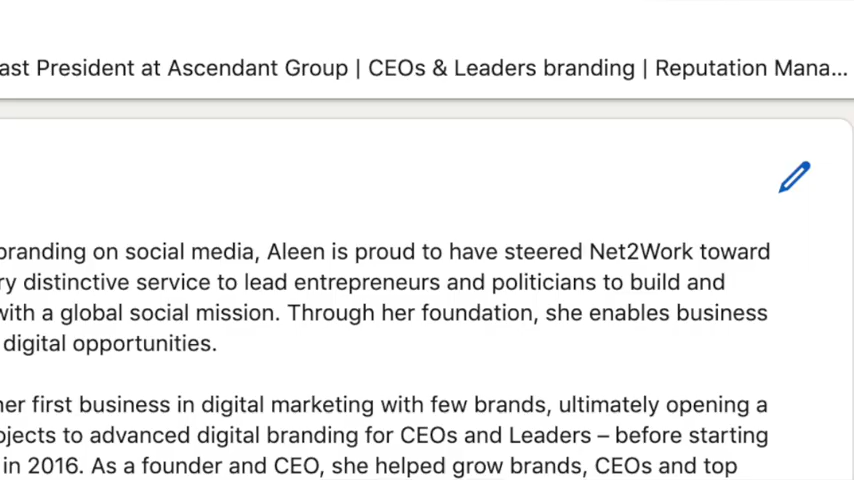 ast President at Ascendant Group | CEOs & Leaders branding | Reputation Mana...
branding on social media, Aleen is proud to have steered Net2Work toward
ry distinctive service to lead entrepreneurs and politicians to build and
with a global social mission. Through her foundation, she enables business
digital opportunities.
her first business in digital marketing with few brands, ultimately opening a
ojects to advanced digital branding for CEOs and Leaders – before starting
in 2016. As a founder and CEO, she helped grow brands, CEOs and top